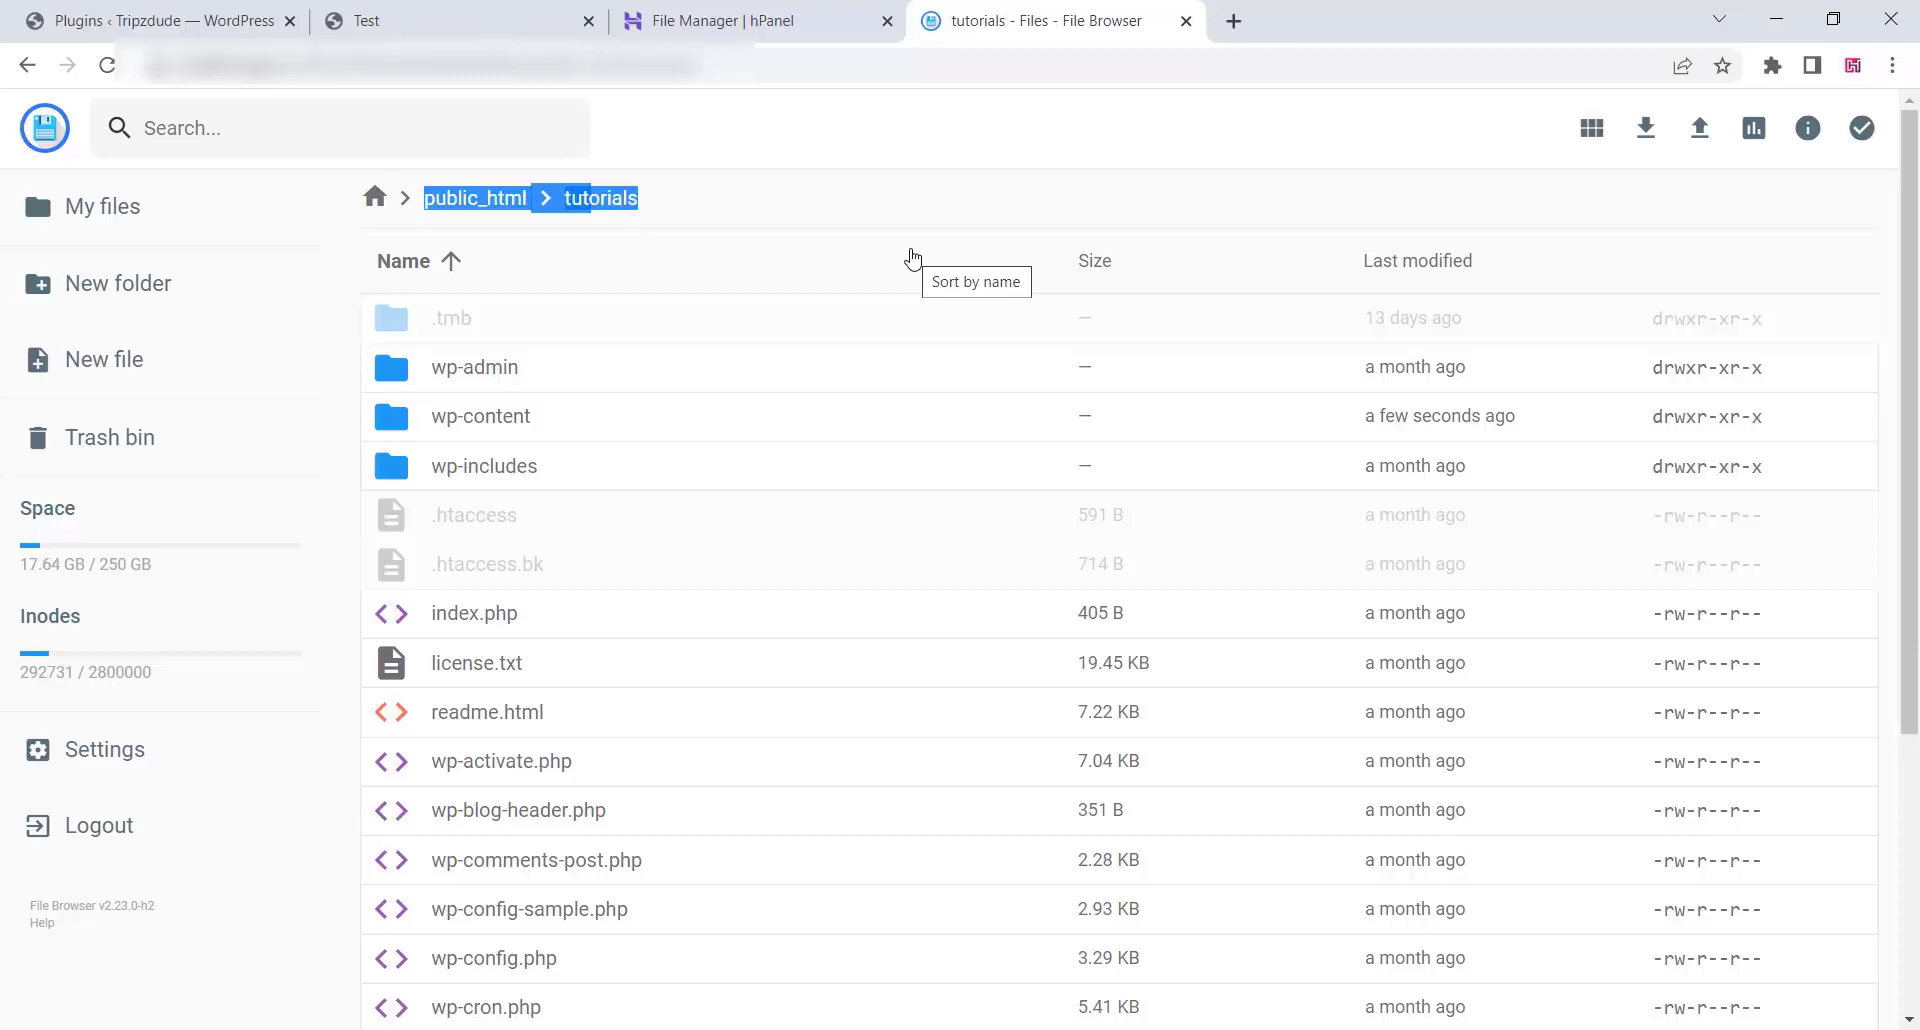 Plugins ‹ Tripzdude — WordPress
Test
File Manager | hPanel
tutorials - Files - File Browser
Search...
My files
New folder
New file
Trash bin
Space
17.64 GB / 250 GB
Inodes
292731 / 2800000
Settings
Logout
File Browser v2.23.0-h2
Help
public_html > tutorials
Name Size Last modified
Sort by name
.tmb — 13 days ago drwxr-xr-x
wp-admin — a month ago drwxr-xr-x
wp-content — a few seconds ago drwxr-xr-x
wp-includes — a month ago drwxr-xr-x
.htaccess 591 B a month ago -rw-r--r--
.htaccess.bk 714 B a month ago -rw-r--r--
index.php 405 B a month ago -rw-r--r--
license.txt 19.45 KB a month ago -rw-r--r--
readme.html 7.22 KB a month ago -rw-r--r--
wp-activate.php 7.04 KB a month ago -rw-r--r--
wp-blog-header.php 351 B a month ago -rw-r--r--
wp-comments-post.php 2.28 KB a month ago -rw-r--r--
wp-config-sample.php 2.93 KB a month ago -rw-r--r--
wp-config.php 3.29 KB a month ago -rw-r--r--
wp-cron.php 5.41 KB a month ago -rw-r--r--